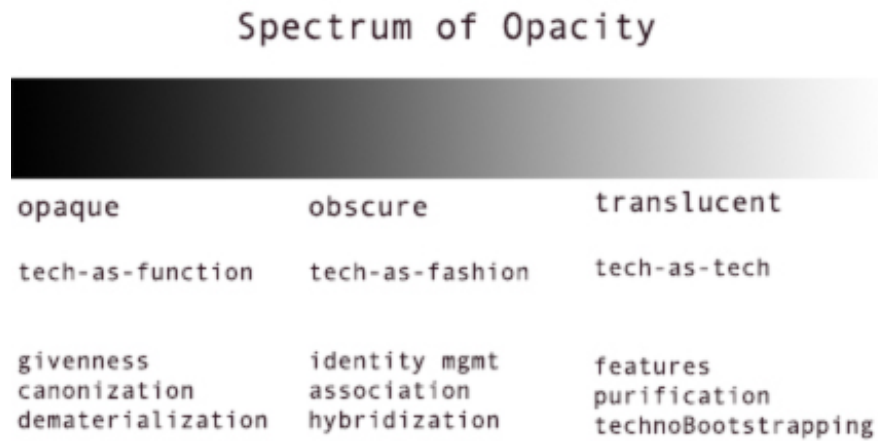 Spectrum of Opacity
opaque
obscure
translucent
tech-as-function
tech-as-fashion
tech-as-tech
givenness
canonization
dematerialization
identity mgmt
association
hybridization
features
purification
technoBootstrapping